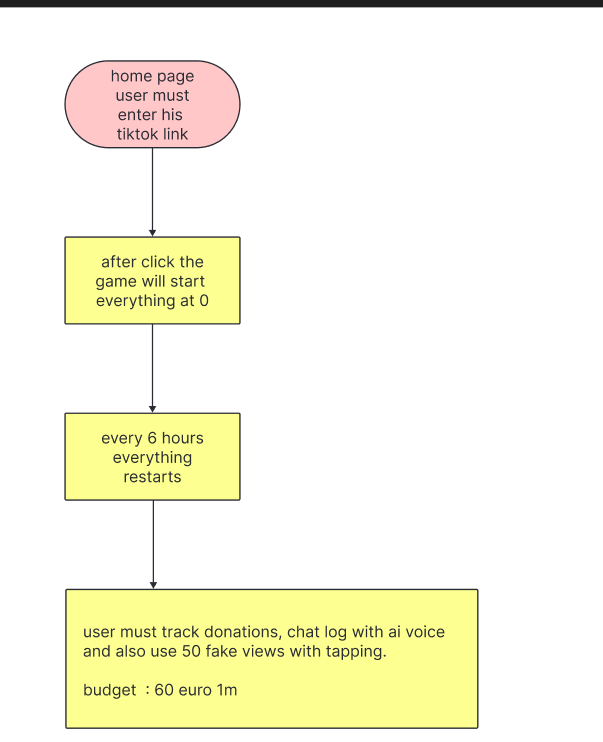 home page
user must
enter his
tiktok link
after click the
game will start
everything at 0
every 6 hours
everything
restarts
user must track donations, chat log with ai voice
and also use 50 fake views with tapping.
budget  : 60 euro 1m